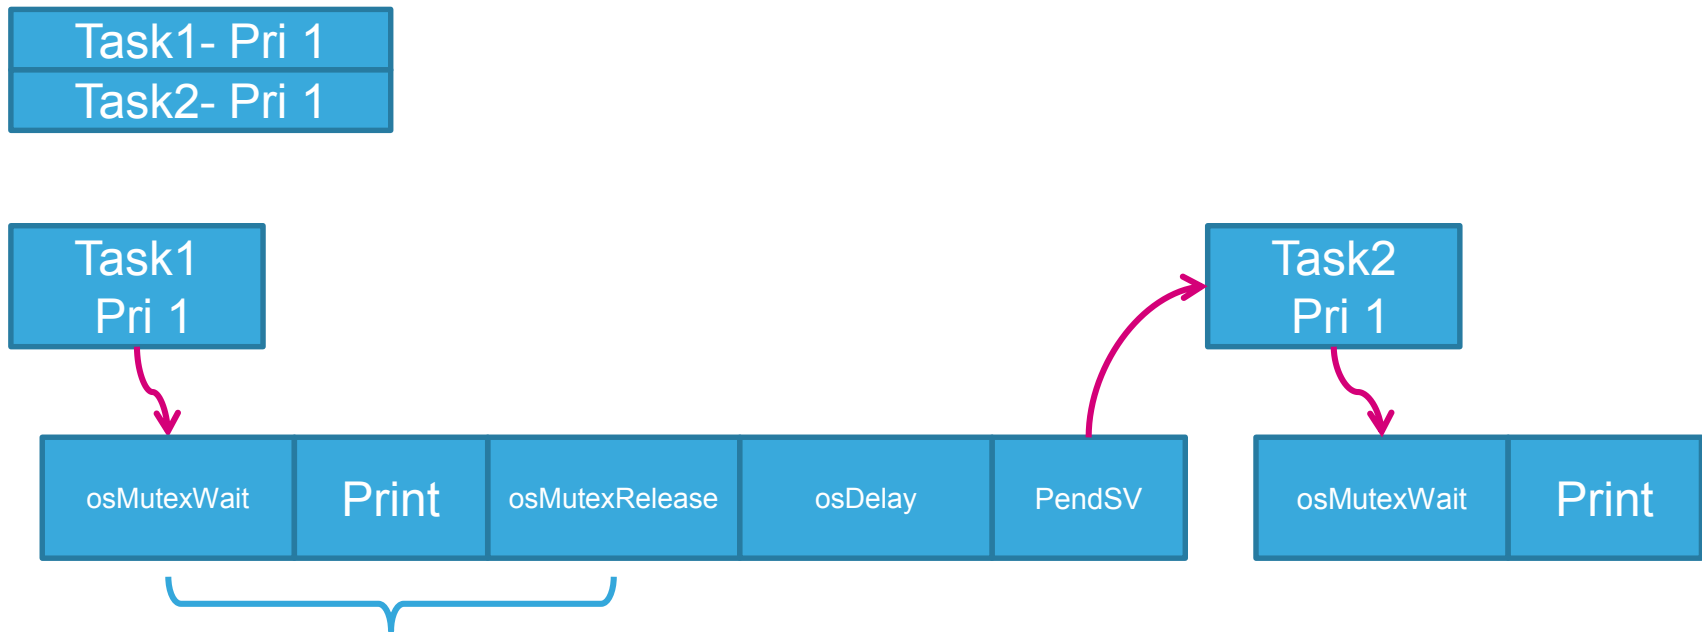 Task1- Pri 1
Task2- Pri 1
Task1
Pri 1
Task2
Pri 1
osMutexWait
Print
osMutexRelease
osDelay
PendSV
osMutexWait
Print